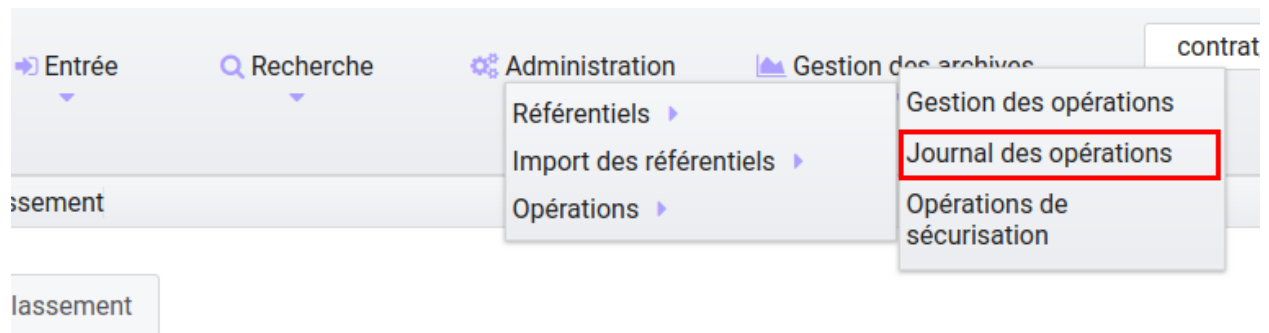 contrat
Entrée
Recherche
Administration
Gestion des archives
Référentiels
Import des référentiels
Opérations
Gestion des opérations
Journal des opérations
Opérations de
sécurisation
ssement
lassement